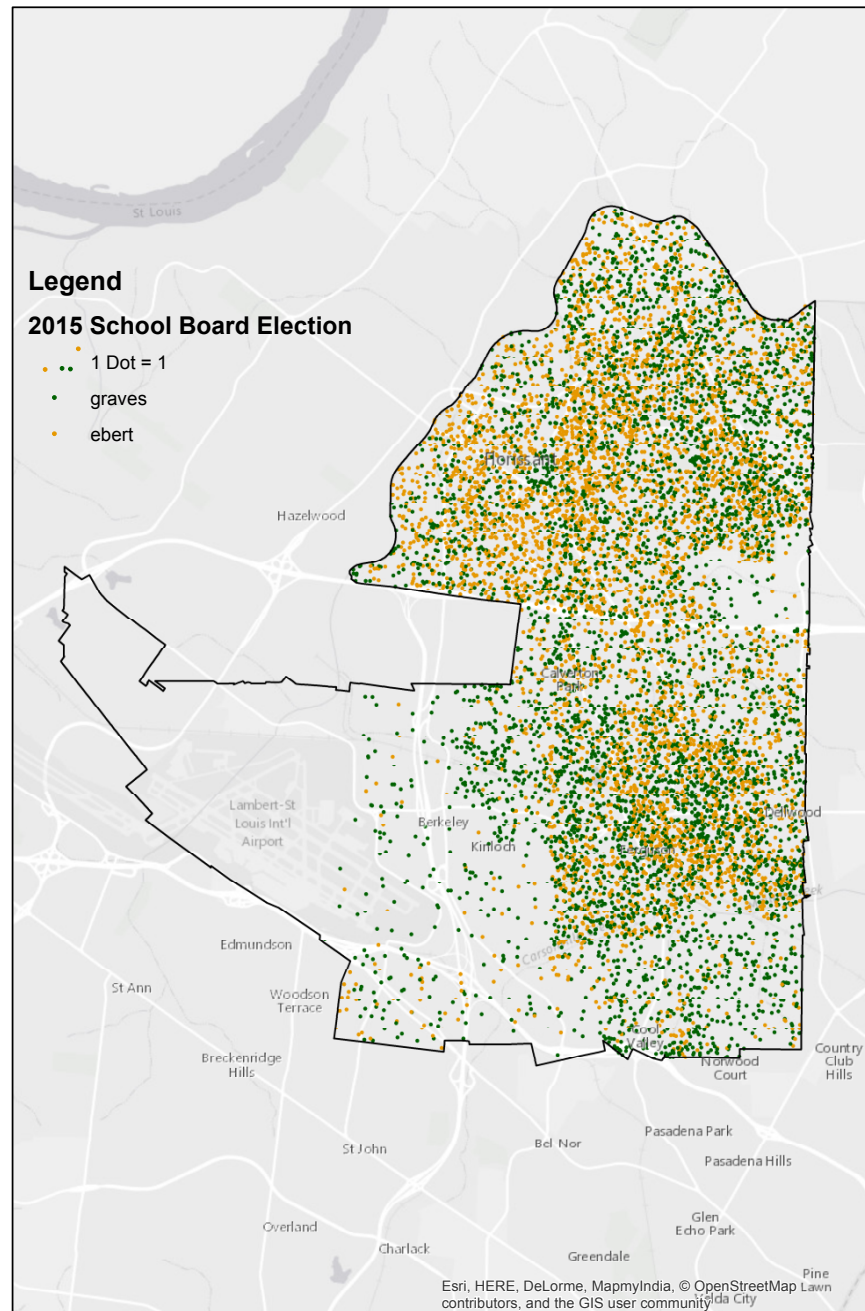 St Louis
Legend
2015 School Board Election
1 Dot = 1
graves
ebert
Florissant
Hazelwood
Calverton
Park
Lambert-St
Louis Int'l
Airport
Berkeley
Kinloch
Dellwood
Ferguson
Edmundson
St Ann
Woodson
Terrace
Cool
Valley
Breckenridge
Hills
Norwood
Court
Country
Club
Hills
St John
Bel Nor
Pasadena Park
Pasadena Hills
Overland
Charlack
Glen
Echo Park
Greendale
Pine
Lawn
Velda City
Esri, HERE, DeLorme, MapmyIndia, © OpenStreetMap
contributors, and the GIS user community